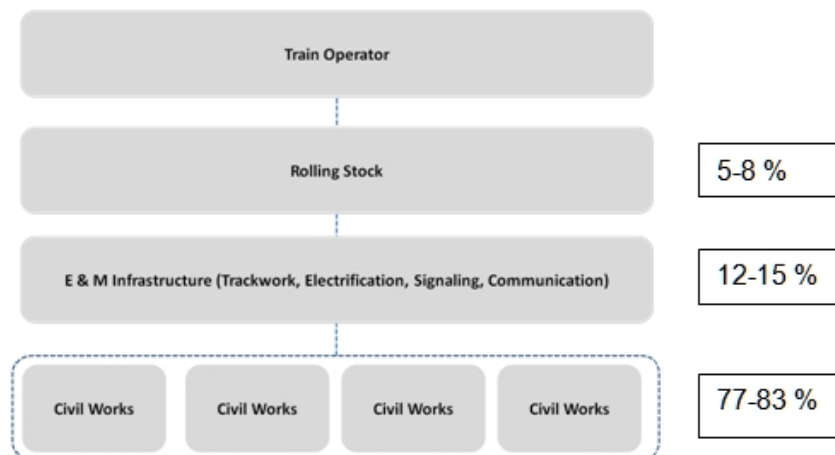 Train Operator
Rolling Stock
5-8 %
E & M Infrastructure (Trackwork, Electrification, Signaling, Communication)
12-15 %
Civil Works Civil Works Civil Works Civil Works
77-83 %